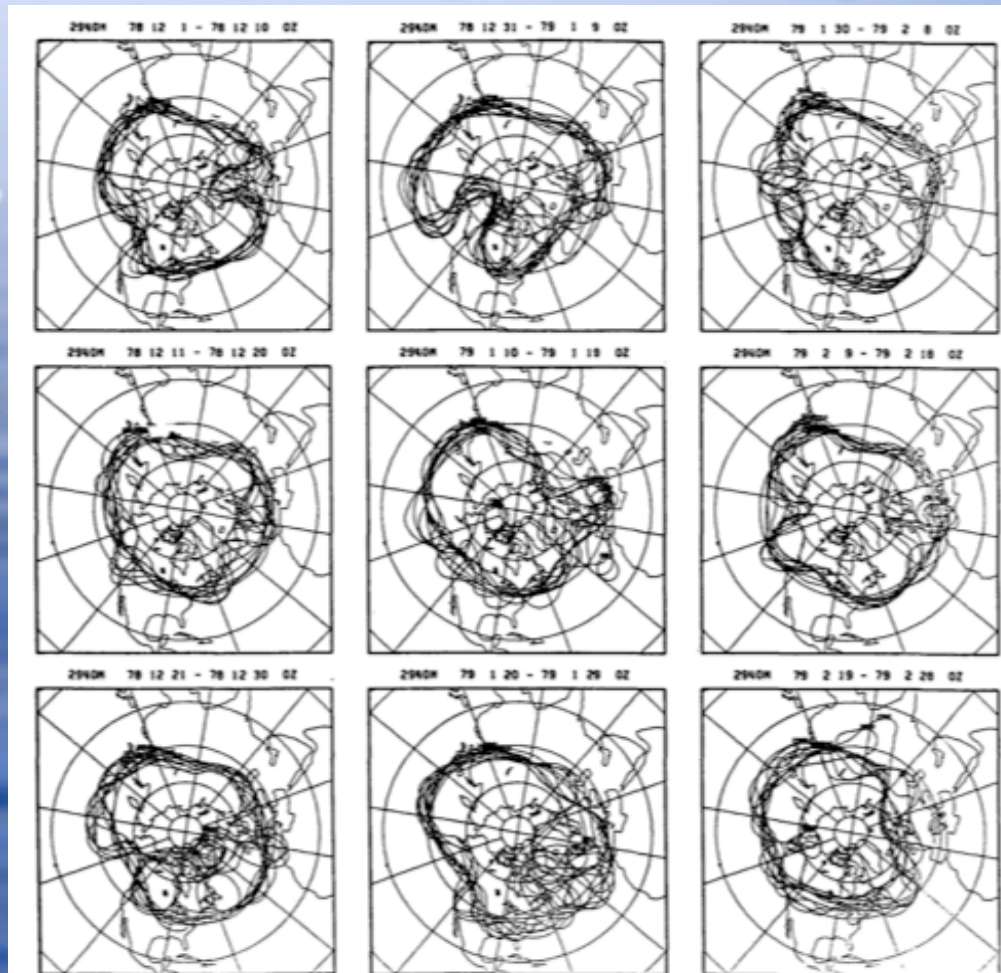 2940M 78 12 1 - 78 12 10 0Z
2940M 78 12 31 - 79 1 9 0Z
2940M 79 1 30 - 79 2 8 0Z
2940M 78 12 11 - 78 12 20 0Z
2940M 79 1 10 - 79 1 19 0Z
2940M 79 2 9 - 79 2 18 0Z
2940M 78 12 21 - 78 12 30 0Z
2940M 79 1 20 - 79 1 29 0Z
2940M 79 2 19 - 79 2 28 0Z